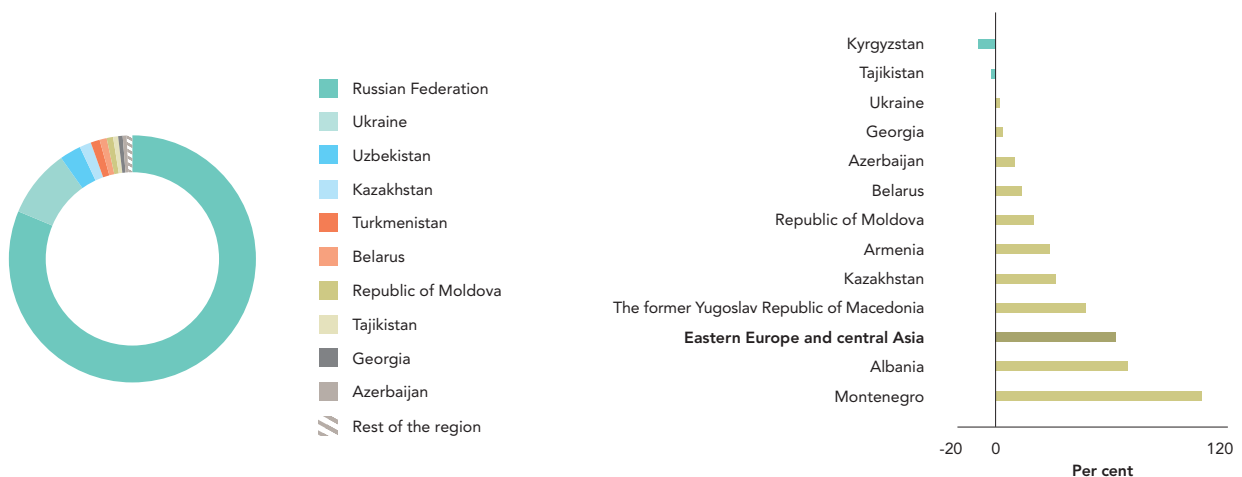 Russian Federation
Ukraine
Uzbekistan
Kazakhstan
Turkmenistan
Belarus
Republic of Moldova
Tajikistan
Georgia
Azerbaijan
Rest of the region
Kyrgyzstan
Tajikistan
Ukraine
Georgia
Azerbaijan
Belarus
Republic of Moldova
Armenia
Kazakhstan
The former Yugoslav Republic of Macedonia
Eastern Europe and central Asia
Albania
Montenegro
-20 0 120
Per cent